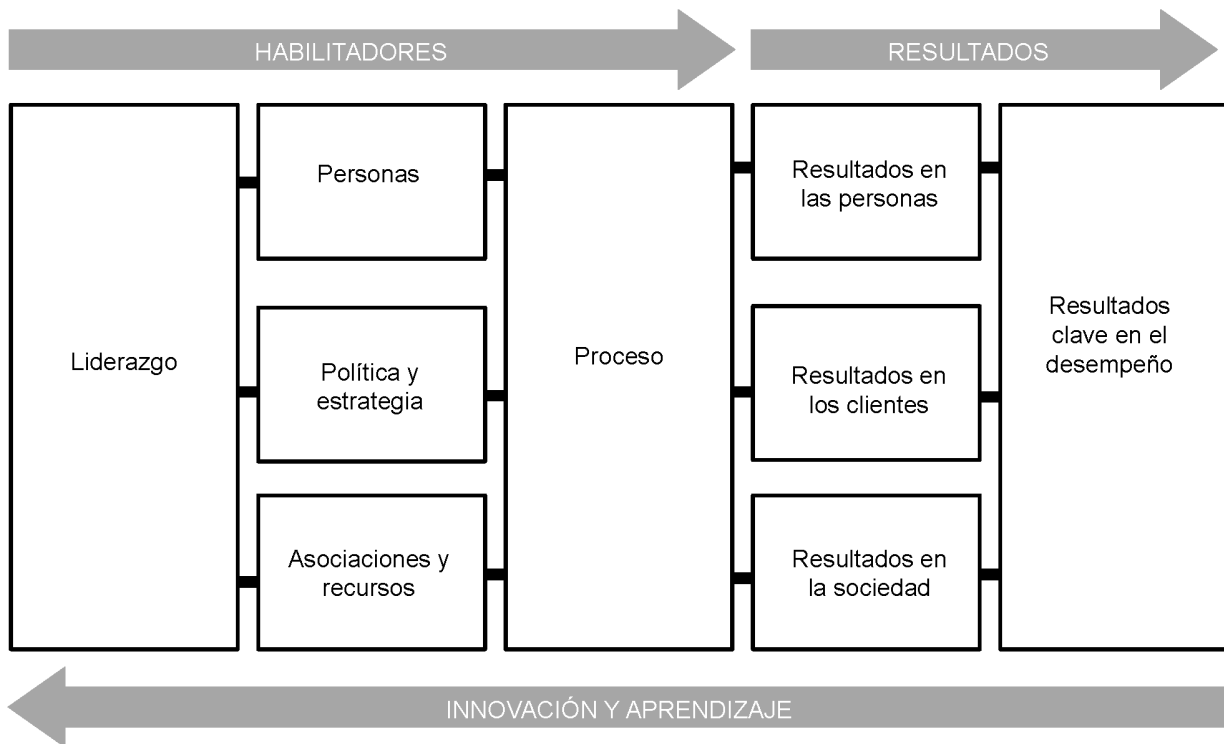 HABILITADORES
RESULTADOS
Liderazgo
Personas
Política y
estrategia
Asociaciones y
recursos
Proceso
Resultados en
las personas
Resultados en
los clientes
Resultados en
la sociedad
Resultados
clave en el
desempeño
INNOVACIÓN Y APRENDIZAJE